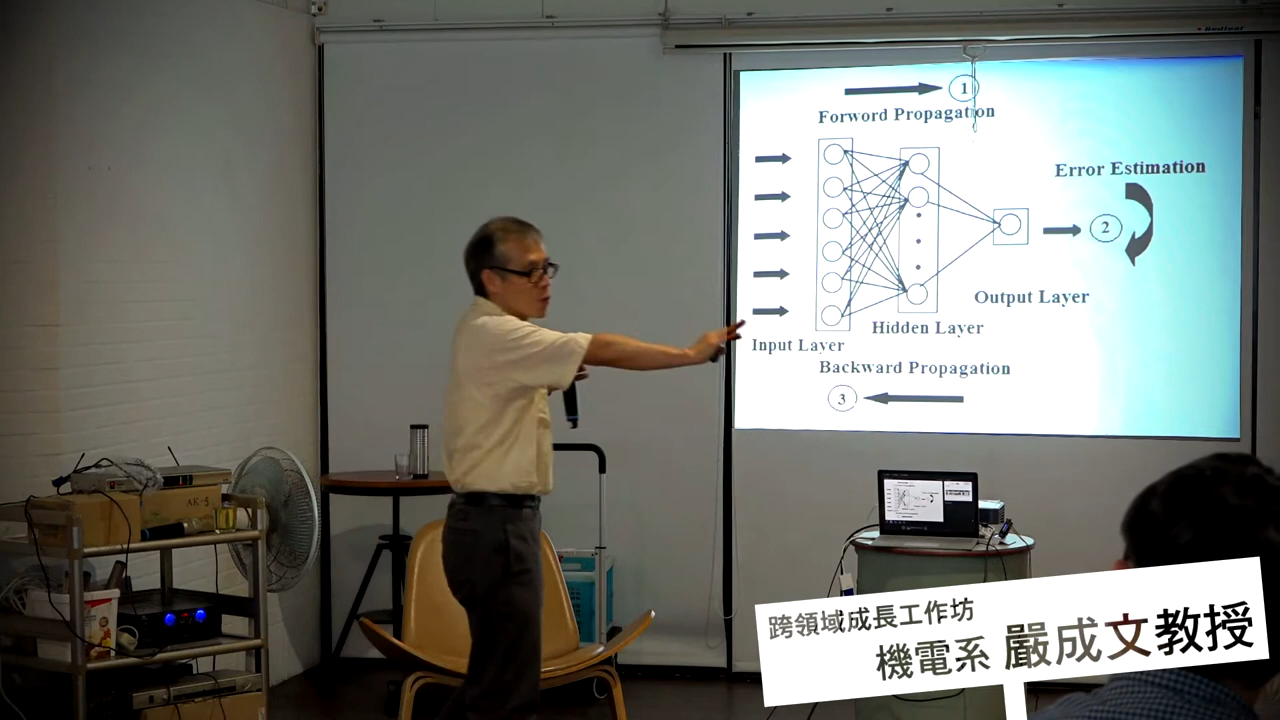 1
Forword Propagation
Error Estimation
2
Output Layer
Hidden Layer
Input Layer
Backward Propagation
3
AK-5
跨領域成長工作坊
機電系 嚴成文教授